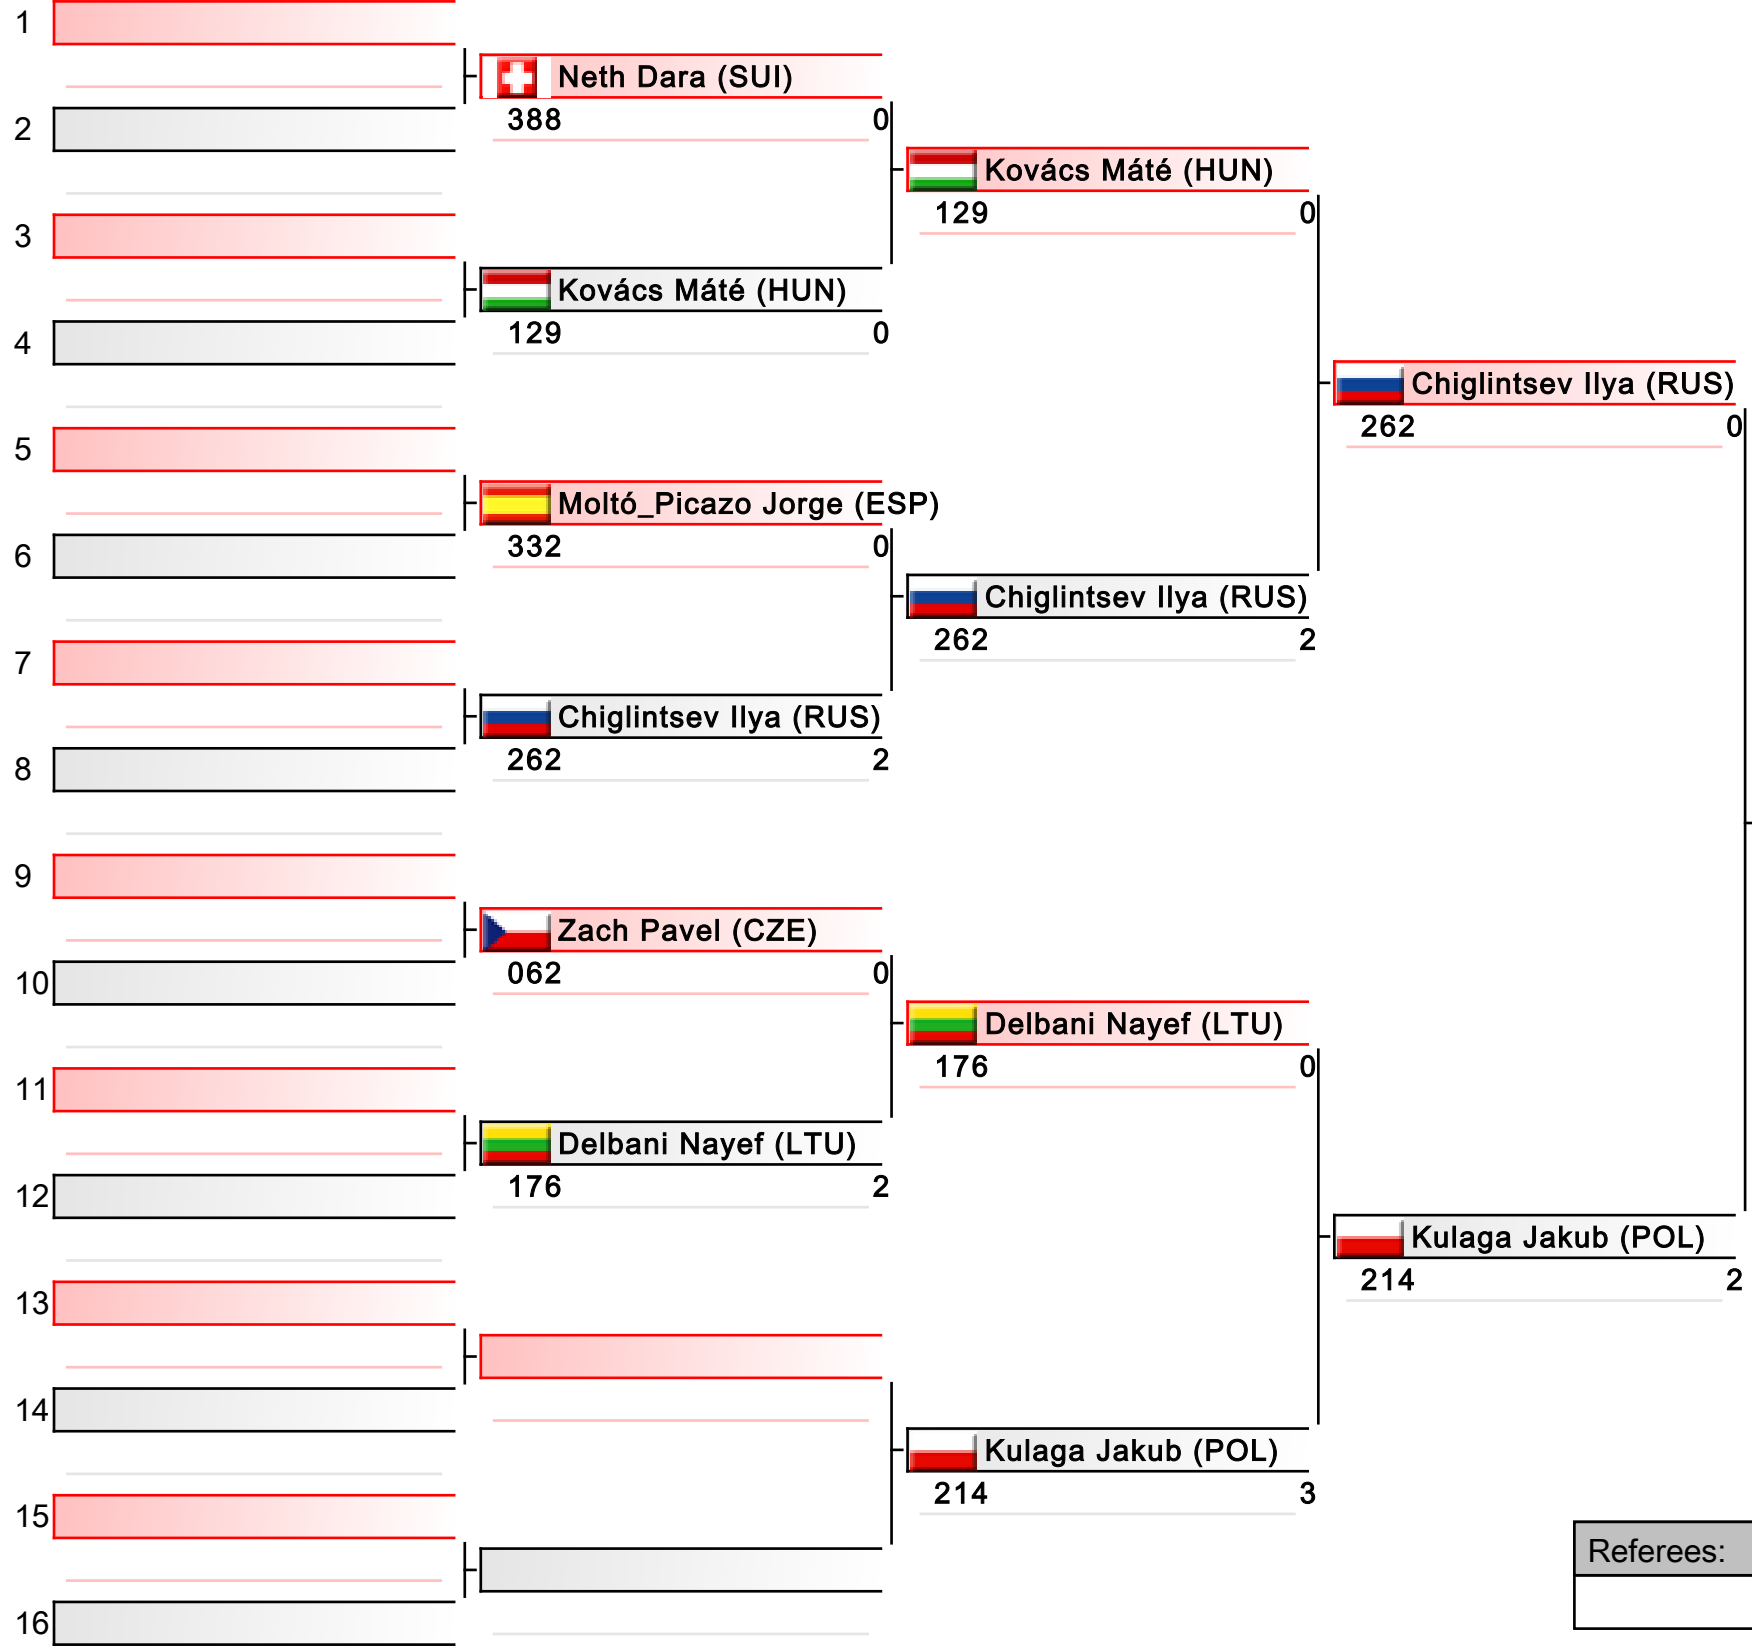 1
Neth Dara (SUI)
388 0
2
Kovács Máté (HUN)
129 0
3
Kovács Máté (HUN)
129 0
4
Chiglintsev Ilya (RUS)
262 0
5
Moltó_Picazo Jorge (ESP)
332 0
6
Chiglintsev Ilya (RUS)
262 2
7
Chiglintsev Ilya (RUS)
262 2
8
9
Zach Pavel (CZE)
062 0
10
Delbani Nayef (LTU)
176 0
11
Delbani Nayef (LTU)
176 2
12
Kulaga Jakub (POL)
214 2
13
14
Kulaga Jakub (POL)
214 3
15
Referees:
16